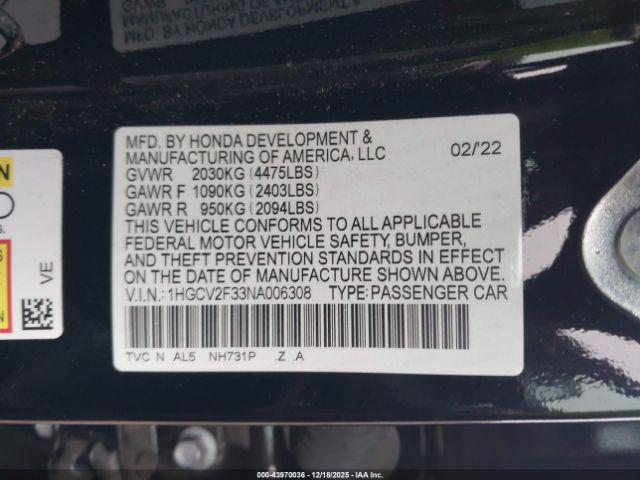 MFD. BY HONDA DEVELOPMENT &
MANUFACTURING OF AMERICA, LLC 02/'22
GVWR 2030KG (4475LBS)
GAWR F 1090KG (2403LBS)
GAWR R 950KG (2094LBS)
THIS VEHICLE CONFORMS TO ALL APPLICABLE
FEDERAL MOTOR VEHICLE SAFETY, BUMPER,
AND THEFT PREVENTION STANDARDS IN EFFECT
ON THE DATE OF MANUFACTURE SHOWN ABOVE.
V.I.N.: 1HGCV2F33NA006308 TYPE: PASSENGER CAR
TVC N AL5 NH731P .Z .A
VE
000-43970036 - 12/18/2025 - IAA, Inc.